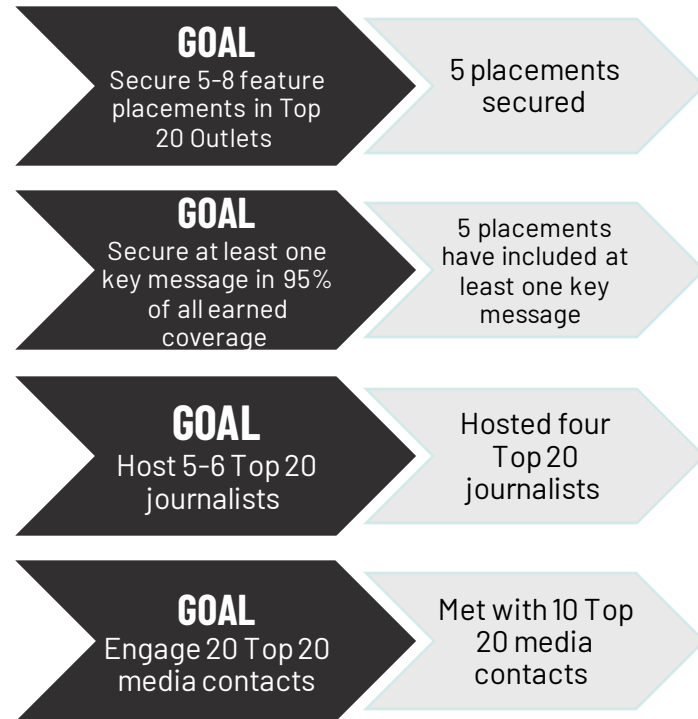 GOAL
Secure 5-8 feature
placements in Top
20 Outlets
5 placements
secured
GOAL
Secure at least one
key message in 95%
of all earned
coverage
5 placements
have included at
least one key
message
GOAL
Host 5-6 Top 20
journalists
Hosted four
Top 20
journalists
GOAL
Engage 20 Top 20
media contacts
Met with 10 Top
20 media
contacts